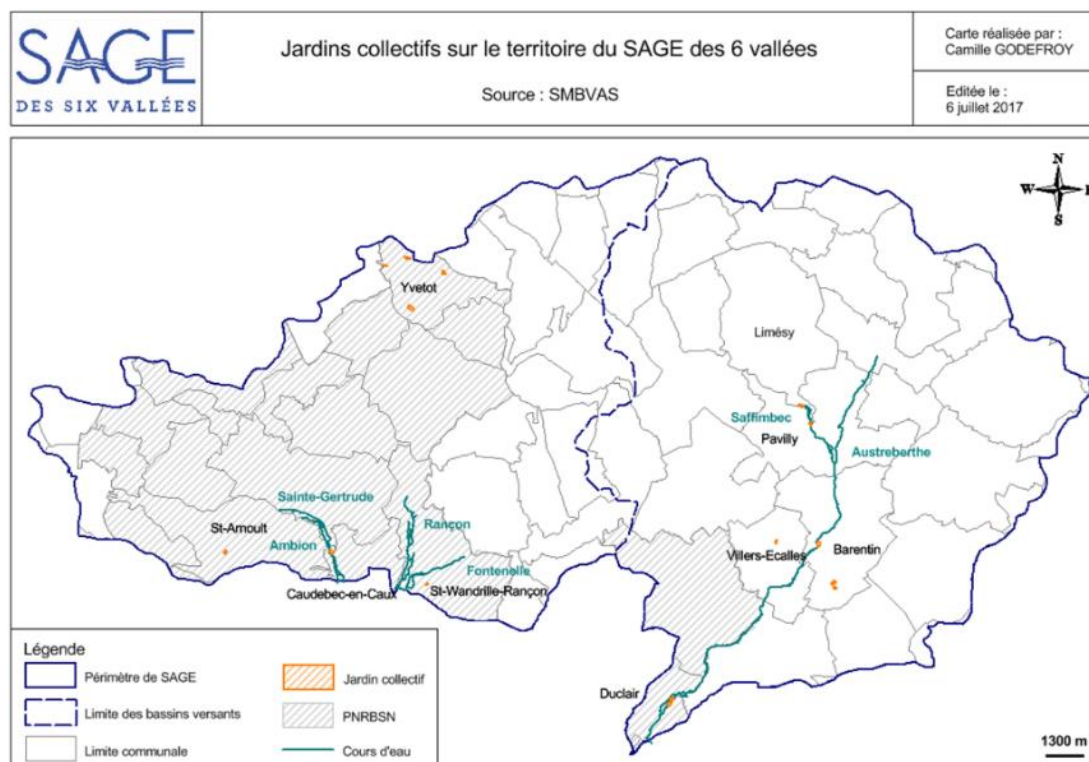 SAGE
DES SIX VALLÉES
Jardins collectifs sur le territoire du SAGE des 6 vallées
Source : SMBVAS
Carte réalisée par :
Camille GODEFROY
Editée le :
6 juillet 2017
N
W
E
S
Yvetot
Limésy
Saffimbec
Pavilly
Austreberthe
Sainte-Gertrude
St-Arnoult
Rançon
Ambion
Villers-Ecalles
Barentin
Fontenelle
Caudebec-en-Caux
St-Wandrille-Rançon
Duclair
Légende
Périmètre de SAGE
Jardin collectif
Limite des bassins versants
PNRBSN
Limite communale
Cours d'eau
1300 m